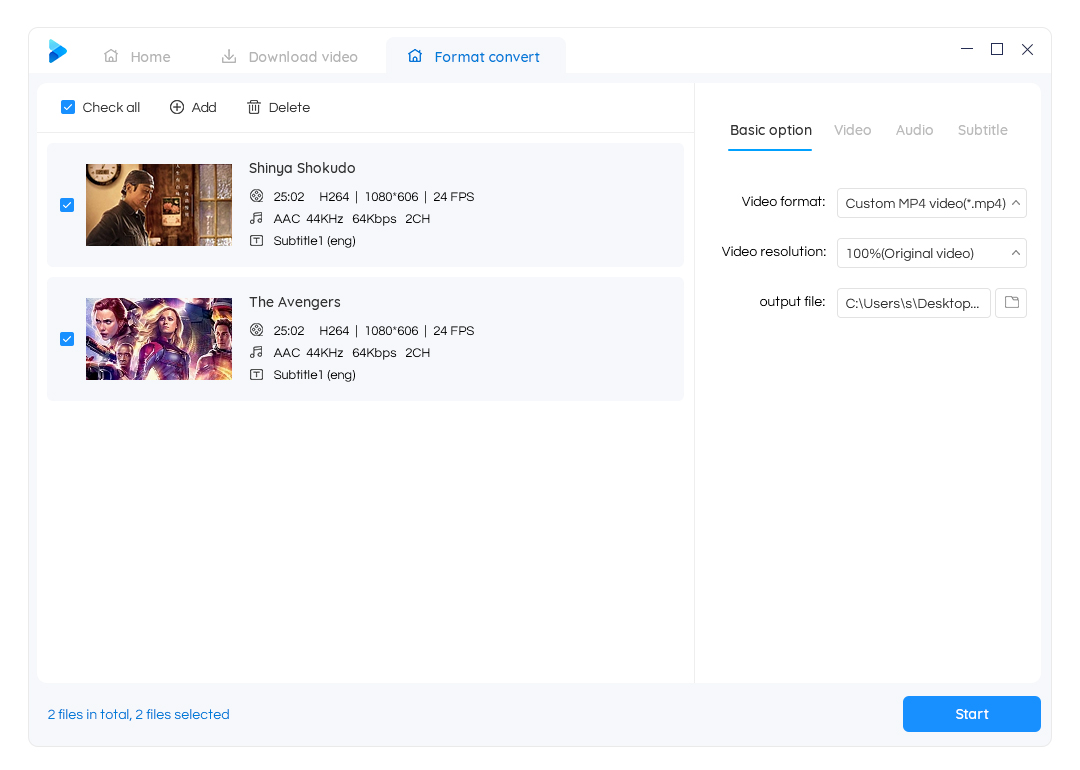 Home
Download video
Format convert
Check all
Add
Delete
Shinya Shokudo
25:02 H264 | 1080*606 | 24 FPS
AAC 44KHz 64Kbps 2CH
Subtitle1 (eng)
The Avengers
25:02 H264 | 1080*606 | 24 FPS
AAC 44KHz 64Kbps 2CH
Subtitle1 (eng)
Basic option
Video
Audio
Subtitle
Video format: Custom MP4 video(*.mp4)
Video resolution: 100%(Original video)
output file: C:\Users\s\Desktop...
2 files in total, 2 files selected
Start